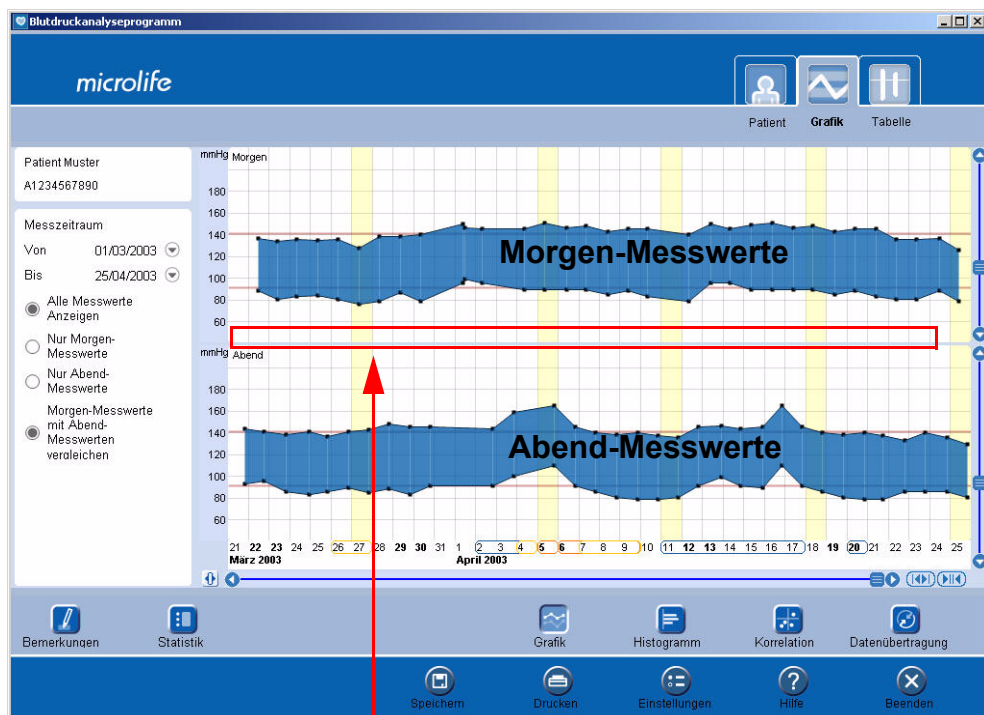 Blutdruckanalyseprogramm
microlife
Patient Grafik Tabelle
Patient Muster
A1234567890
Messzeitraum
Von 01/03/2003
Bis 25/04/2003
Alle Messwerte
Anzeigen
Nur Morgen-
Messwerte
Nur Abend-
Messwerte
Morgen-Messwerte
mit Abend-
Messwerten
vergleichen
mmHg Morgen
180
160
140
120
100
80
60
Morgen-Messwerte
mmHg Abend
180
160
140
120
100
80
60
Abend-Messwerte
21 22 23 24 25 26 27 28 29 30 31 1 2 3 4 5 6 7 8 9 10 11 12 13 14 15 16 17 18 19 20 21 22 23 24 25
März 2003 April 2003
Bemerkungen Statistik Grafik Histogramm Korrelation Datenübertragung
Speichern Drucken Einstellungen Hilfe Beenden